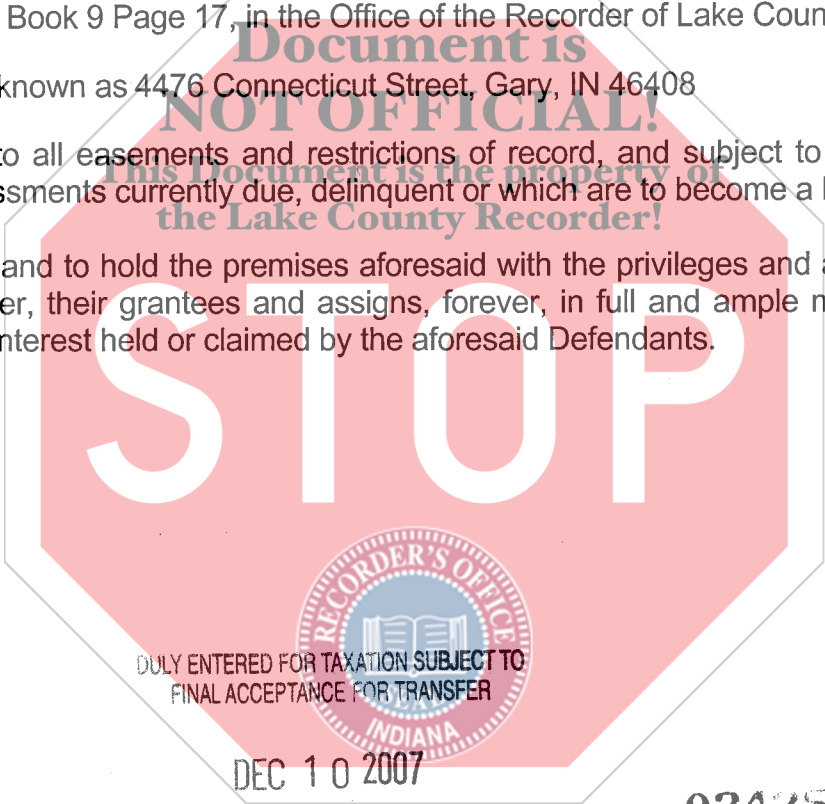 Book 9 Page 17, in the Office of the Recorder of Lake Coun
Document is
known as 4476 Connecticut Street, Gary, IN 46408
NOT OFFICIAL!
to all easements and restrictions of record, and subject to
This Document is the property of
ssments currently due, delinquent or which are to become a
the Lake County Recorder!
and to hold the premises aforesaid with the privileges and
er, their grantees and assigns, forever, in full and ample
nterest held or claimed by the aforesaid Defendants.
STOP
RECORDER'S OFFICE
SEAL
INDIANA
DULY ENTERED FOR TAXATION SUBJECT TO
FINAL ACCEPTANCE FOR TRANSFER
DEC 10 2007